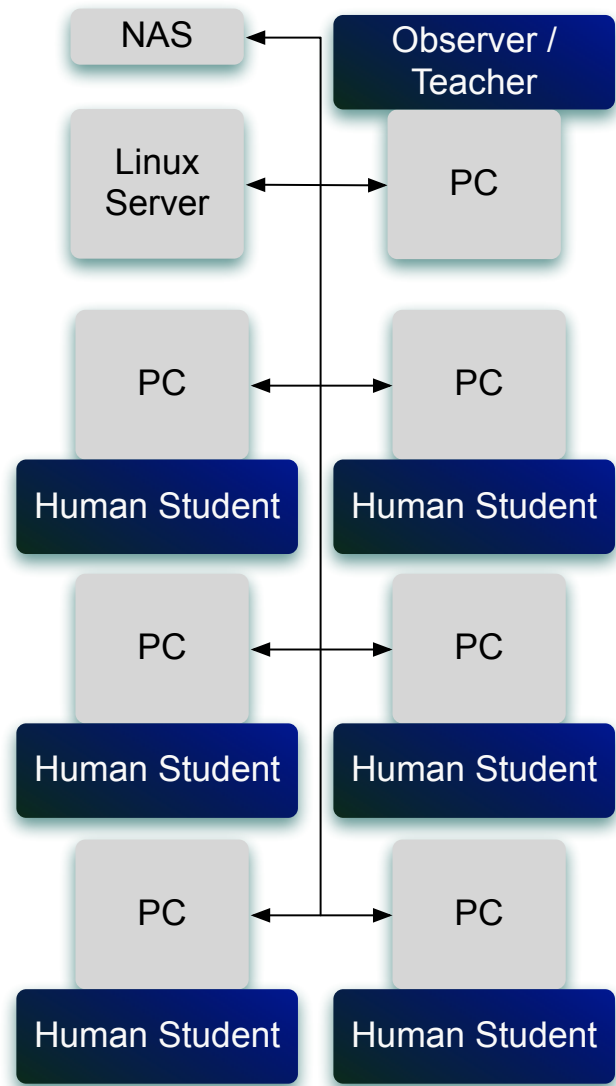 NAS
Observer /
Teacher
Linux
Server
PC
PC
PC
Human Student
Human Student
PC
PC
Human Student
Human Student
PC
PC
Human Student
Human Student